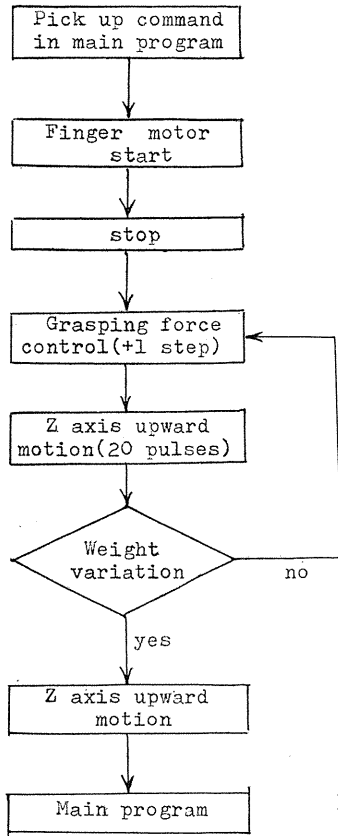 Pick up command
in main program
Finger motor
start
stop
Grasping force
control(+1 step)
Z axis upward
motion(20 pulses)
Weight
variation
no
yes
Z axis upward
motion
Main program